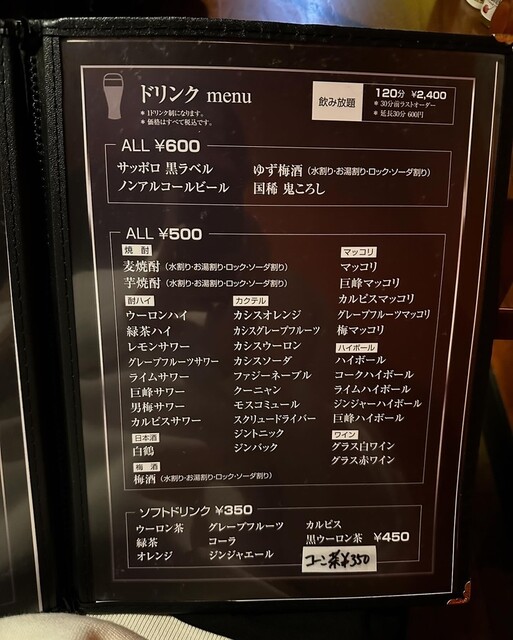 ドリンク menu
* 1ドリンク制になります。
* 価格はすべて税込です。
飲み放題
120分 ¥2,400
* 30分前ラストオーダー
* 延長30分 600円
ALL ¥600
サッポロ 黒ラベル
ノンアルコールビール
ゆず梅酒（水割り・お湯割り・ロック・ソーダ割り）
国稀 鬼ころし
ALL ¥500
焼酎
麦焼酎（水割り・お湯割り・ロック・ソーダ割り）
芋焼酎（水割り・お湯割り・ロック・ソーダ割り）
酎ハイ
ウーロンハイ
緑茶ハイ
レモンサワー
グレープフルーツサワー
ライムサワー
巨峰サワー
男梅サワー
カルピスサワー
日本酒
白鶴
梅酒
梅酒（水割り・お湯割り・ロック・ソーダ割り）
カクテル
カシスオレンジ
カシスグレープフルーツ
カシスウーロン
カシスソーダ
ファジーネーブル
クーニャン
モスコミュール
スクリュードライバー
ジントニック
ジンバック
マッコリ
マッコリ
巨峰マッコリ
カルピスマッコリ
グレープフルーツマッコリ
梅マッコリ
ハイボール
ハイボール
コークハイボール
ライムハイボール
ジンジャーハイボール
巨峰ハイボール
ワイン
グラス白ワイン
グラス赤ワイン
ソフトドリンク ¥350
ウーロン茶
緑茶
オレンジ
グレープフルーツ
コーラ
ジンジャエール
カルピス
黒ウーロン茶 ¥450
コーン茶¥350